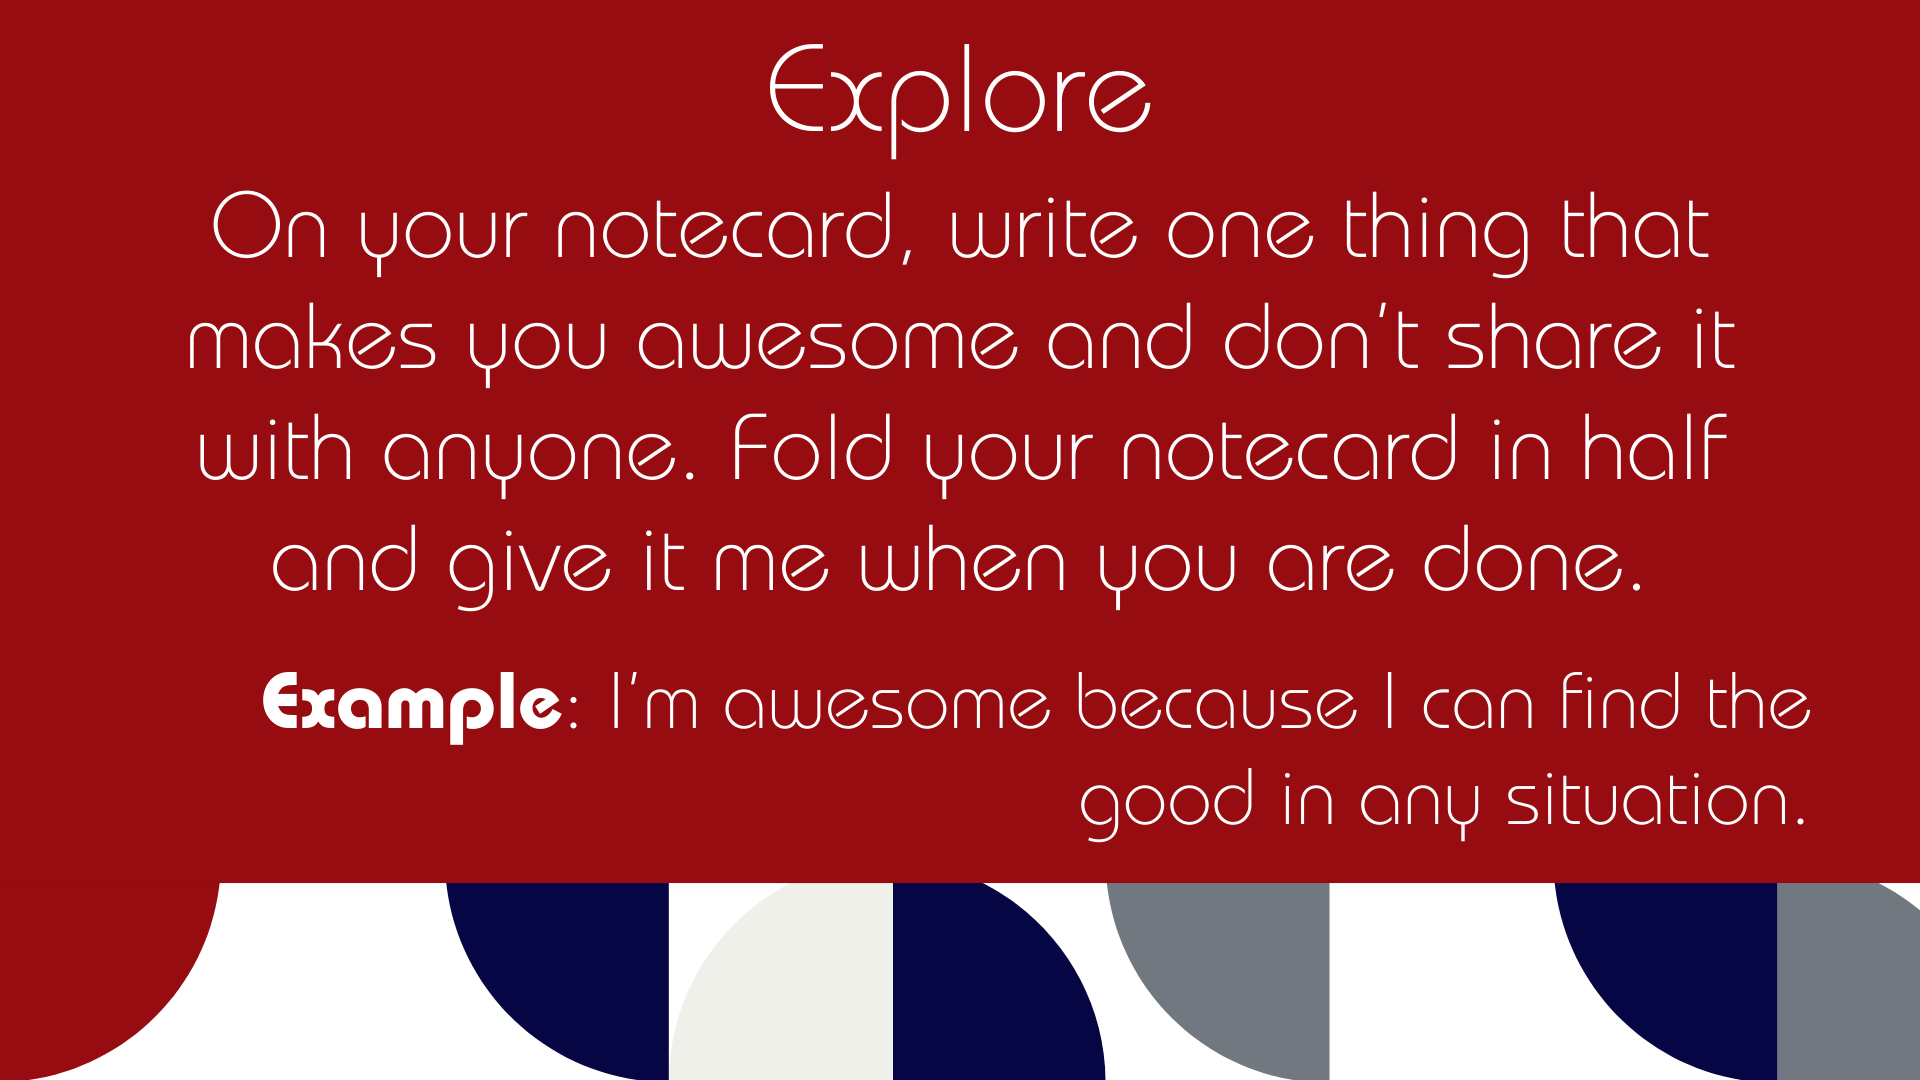 Explore
On your notecard, write one thing that
makes you awesome and don't share it
with anyone. Fold your notecard in half
and give it me when you are done.
Example: I'm awesome because I can find the
good in any situation.